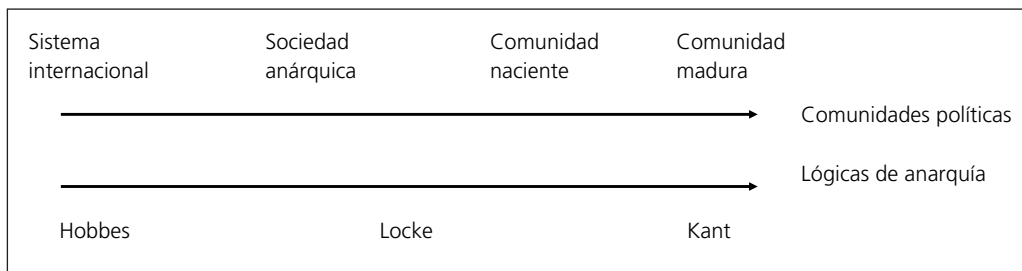 Sistema
internacional
Sociedad
anárquica
Comunidad
naciente
Comunidad
madura
Comunidades políticas
Lógicas de anarquía
Hobbes
Locke
Kant